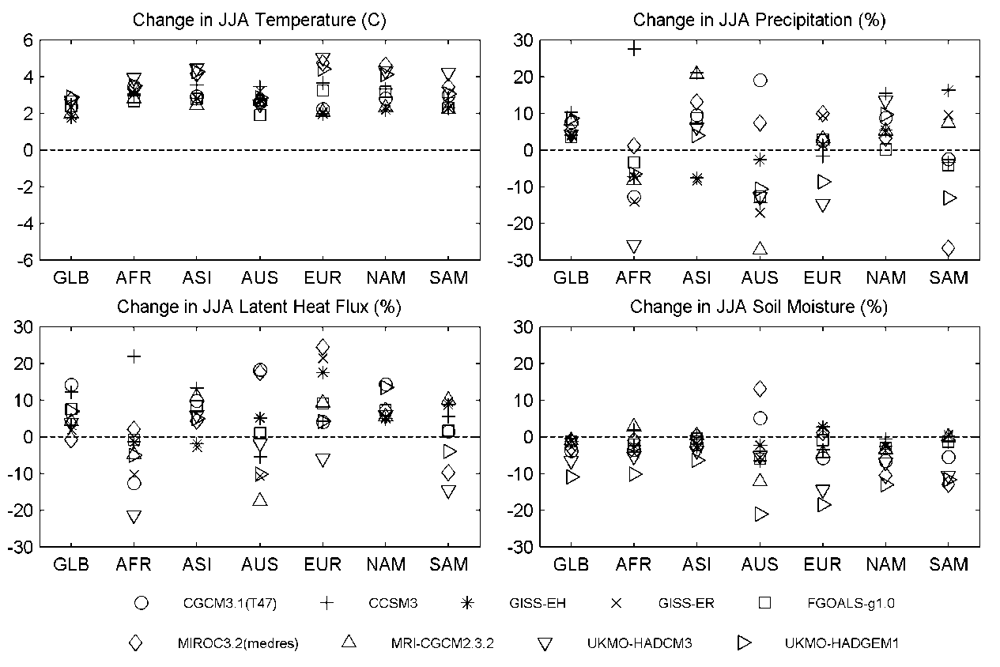 Change in JJA Temperature (C)
6
4
2
0
-2
-4
-6
GLB AFR ASI AUS EUR NAM SAM
Change in JJA Precipitation (%)
30
20
10
0
-10
-20
-30
GLB AFR ASI AUS EUR NAM SAM
Change in JJA Latent Heat Flux (%)
30
20
10
0
-10
-20
-30
GLB AFR ASI AUS EUR NAM SAM
Change in JJA Soil Moisture (%)
30
20
10
0
-10
-20
-30
GLB AFR ASI AUS EUR NAM SAM
CGCM3.1(T47) CCSM3 GISS-EH GISS-ER FGOALS-g1.0
MIROC3.2(medres) MRI-CGCM2.3.2 UKMO-HADCM3 UKMO-HADGEM1